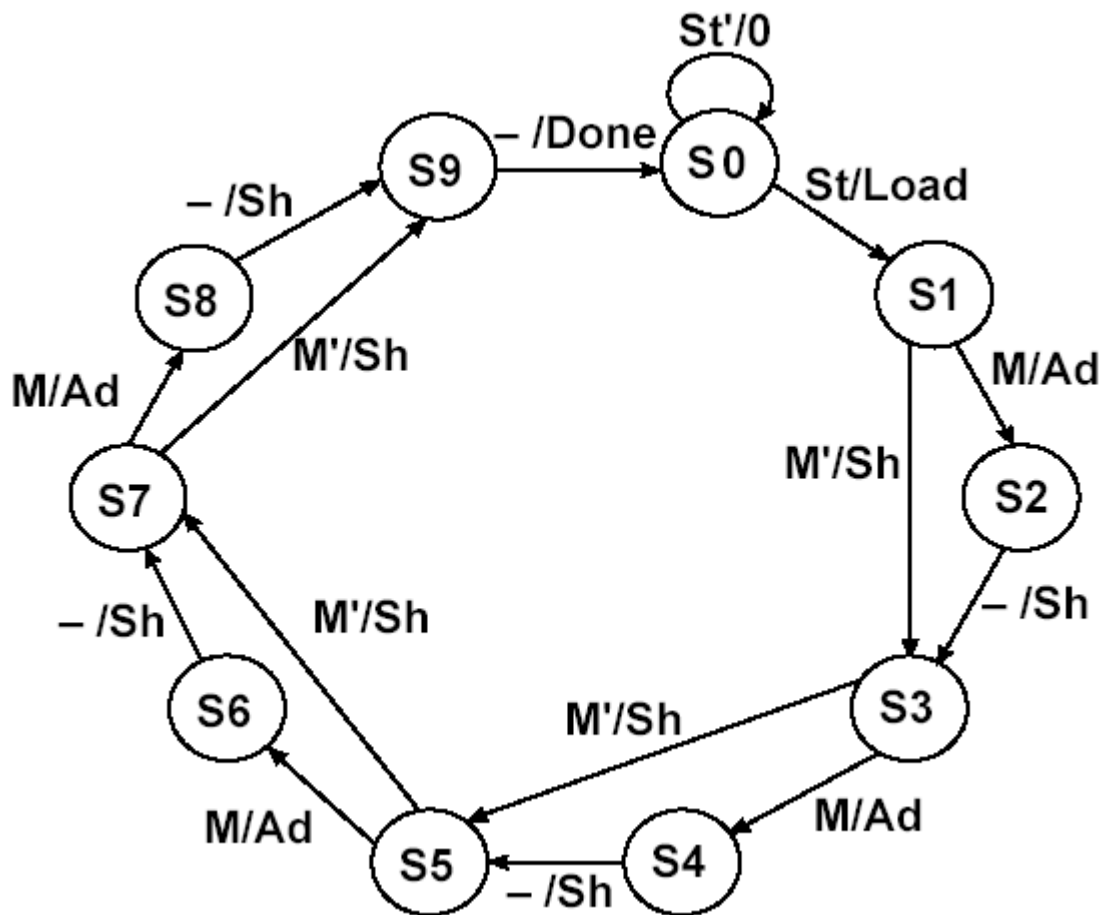 St'/0
– /Done
S9
S0
– /Sh
St/Load
S8
S1
M'/Sh
M/Ad
M/Ad
M'/Sh
S7
S2
M'/Sh
– /Sh
– /Sh
S6
M'/Sh
S3
M/Ad
M/Ad
S5
S4
– /Sh